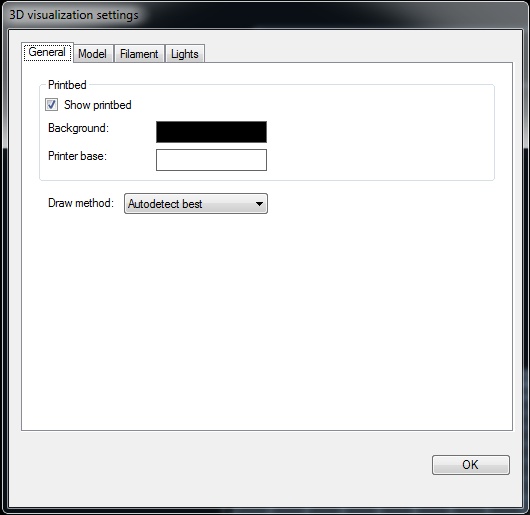 3D visualization settings
General Model Filament Lights
Printbed
Show printbed
Background:
Printer base:
Draw method: Autodetect best
OK